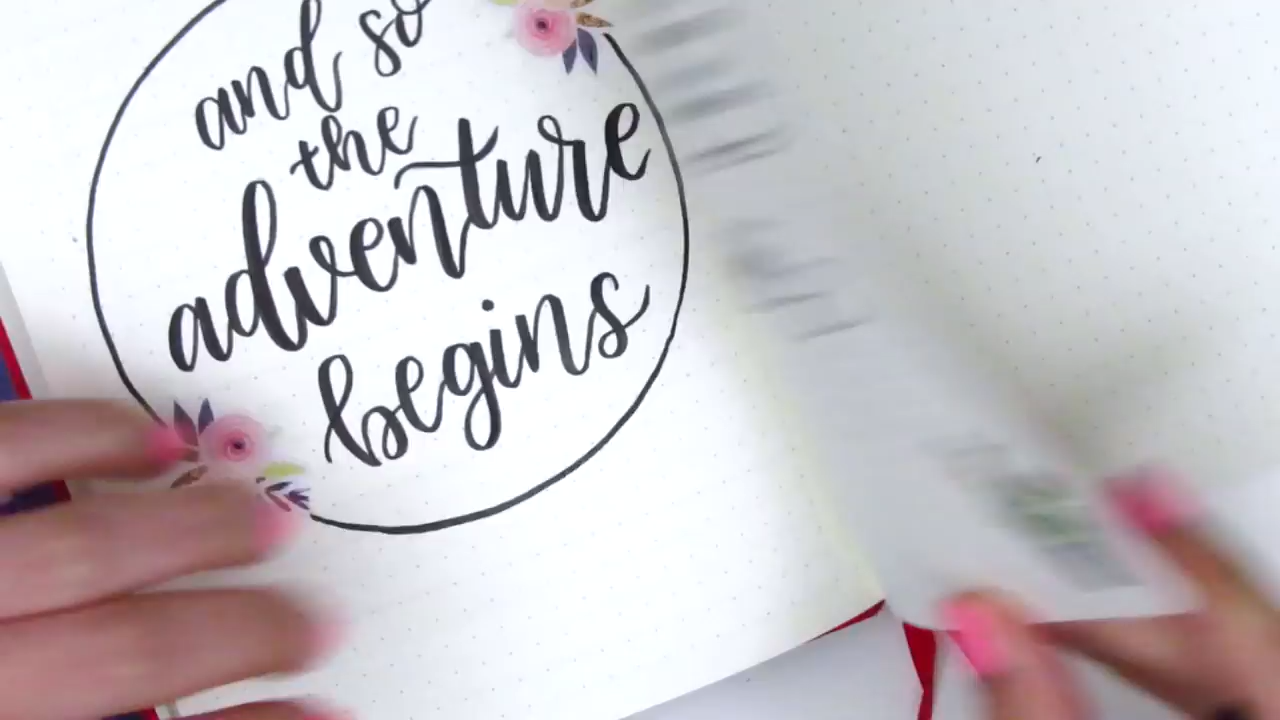 and so
the
adventure
begins